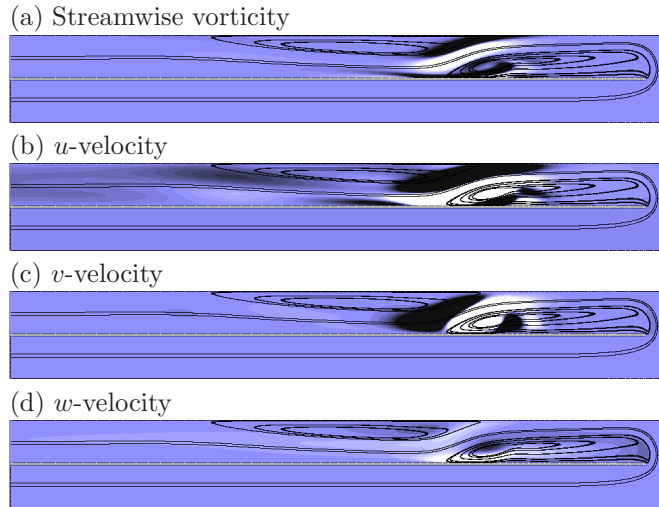 (a) Streamwise vorticity
(b) u-velocity
(c) v-velocity
(d) w-velocity